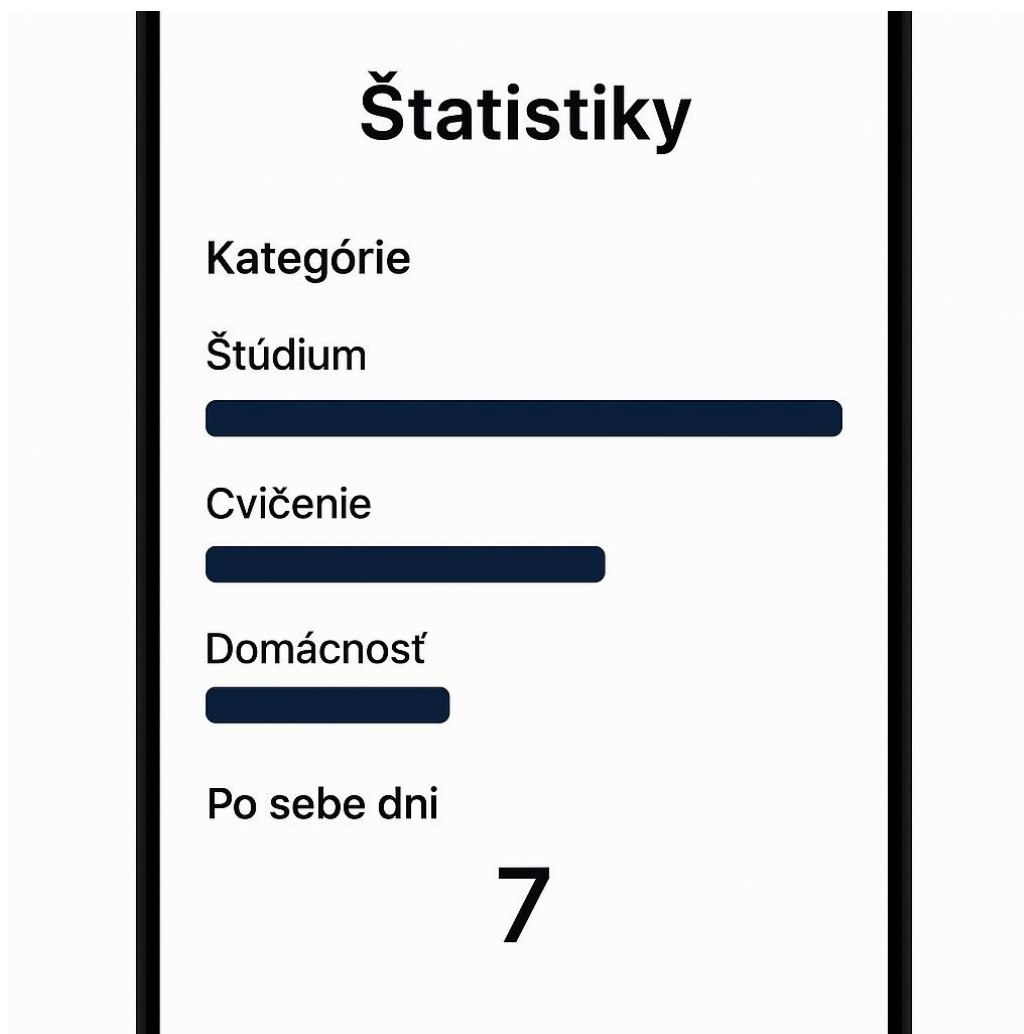 Štatistiky
Kategórie
Štúdium
Cvičenie
Domácnosť
Po sebe dni
7